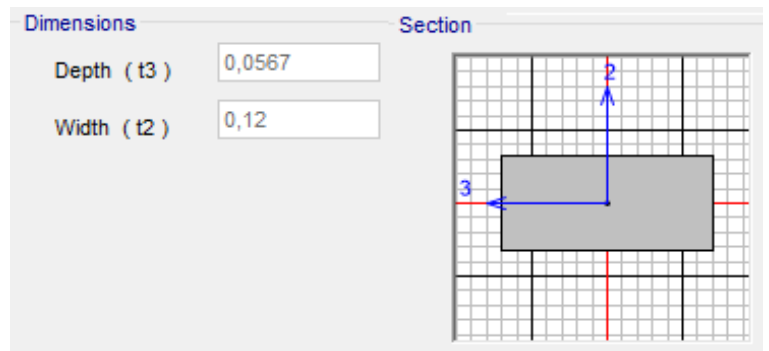 Dimensions
Section
Depth ( t3 )
0,0567
Width ( t2 )
0,12
2
3